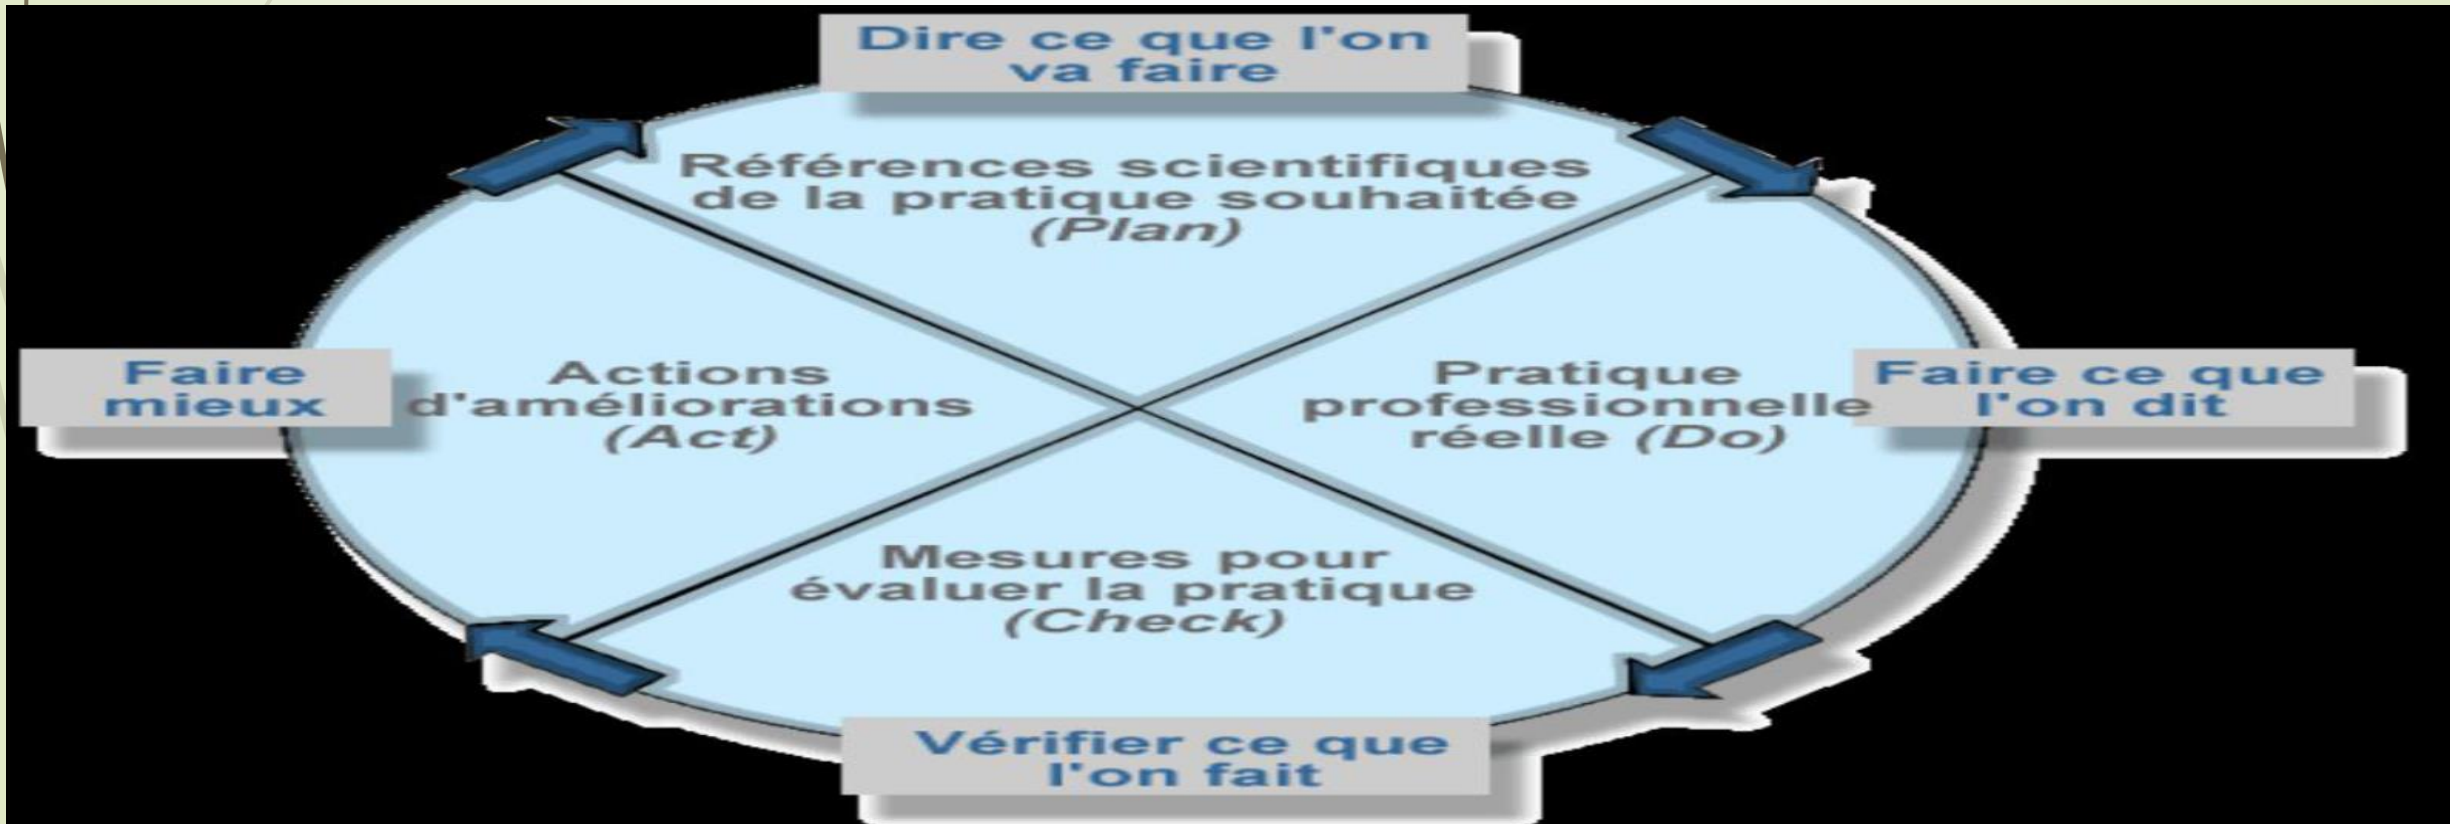 Dire ce que l'on
va faire
Références scientifiques
de la pratique souhaitée
(Plan)
Faire
mieux
Actions
d'améliorations
(Act)
Pratique
professionnelle
réelle (Do)
Faire ce que
l'on dit
Mesures pour
évaluer la pratique
(Check)
Vérifier ce que
l'on fait